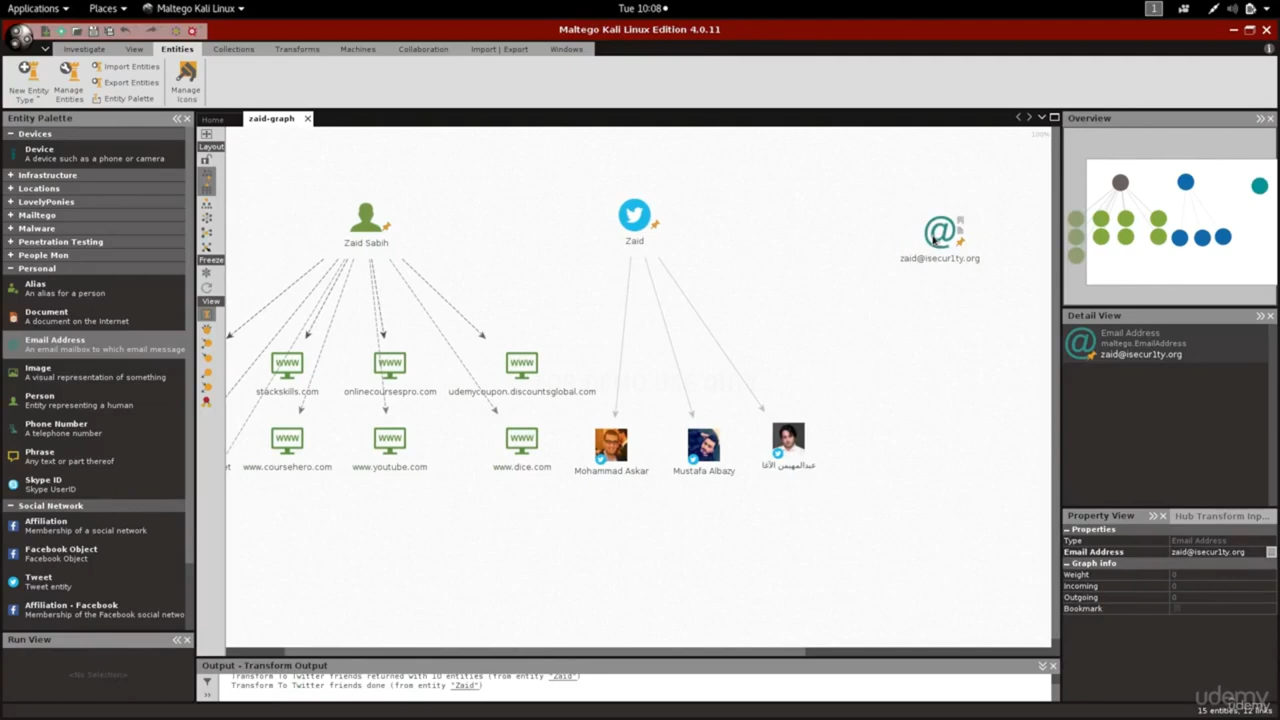 Applications Places Maltego Kali Linux Tue 10:08 1
Maltego Kali Linux Edition 4.0.11
Investigate View Entities Collections Transforms Machines Collaboration Import | Export Windows
New Entity Type Manage Entities Import Entities Export Entities Entity Palette Manage Icons
Entity Palette
Devices
Device
A device such as a phone or camera
Infrastructure
Locations
LovelyPonies
Maltego
Malware
Penetration Testing
People Mon
Personal
Alias
An alias for a person
Document
A document on the Internet
Email Address
An email mailbox to which email message
Image
A visual representation of something
Person
Entity representing a human
Phone Number
A telephone number
Phrase
Any text or part thereof
Skype ID
Skype UserID
Social Network
Affiliation
Membership of a social network
Facebook Object
Facebook Object
Tweet
Tweet entity
Affiliation - Facebook
Membership of the Facebook social netwo
Run View
<No Selection>
Home zaid-graph
Layout
Freeze
View
100%
Zaid Sabih
Zaid
zaid@isecur1ty.org
stackskills.com
onlinecoursespro.com
udemycoupon.discountsglobal.com
et
www.coursehero.com
www.youtube.com
www.dice.com
Mohammad Askar
Mustafa Albazy
عبدالمهيمن الآغا
Output - Transform Output
Transform To Twitter friends returned with 10 entities (from entity "Zaid")
Transform To Twitter friends done (from entity "Zaid")
Overview
Detail View
Email Address
maltego.EmailAddress
zaid@isecur1ty.org
Property View Hub Transform Inp...
Properties
Type Email Address
Email Address zaid@isecur1ty.org
Graph info
Weight 0
Incoming 0
Outgoing 0
Bookmark
udemy
15 entities, 12 links